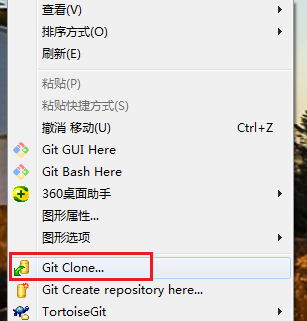 查看(V)
排序方式(O)
刷新(E)
粘贴(P)
粘贴快捷方式(S)
撤消 移动(U) Ctrl+Z
Git GUI Here
Git Bash Here
360桌面助手
图形属性...
图形选项
Git Clone...
Git Create repository here...
TortoiseGit